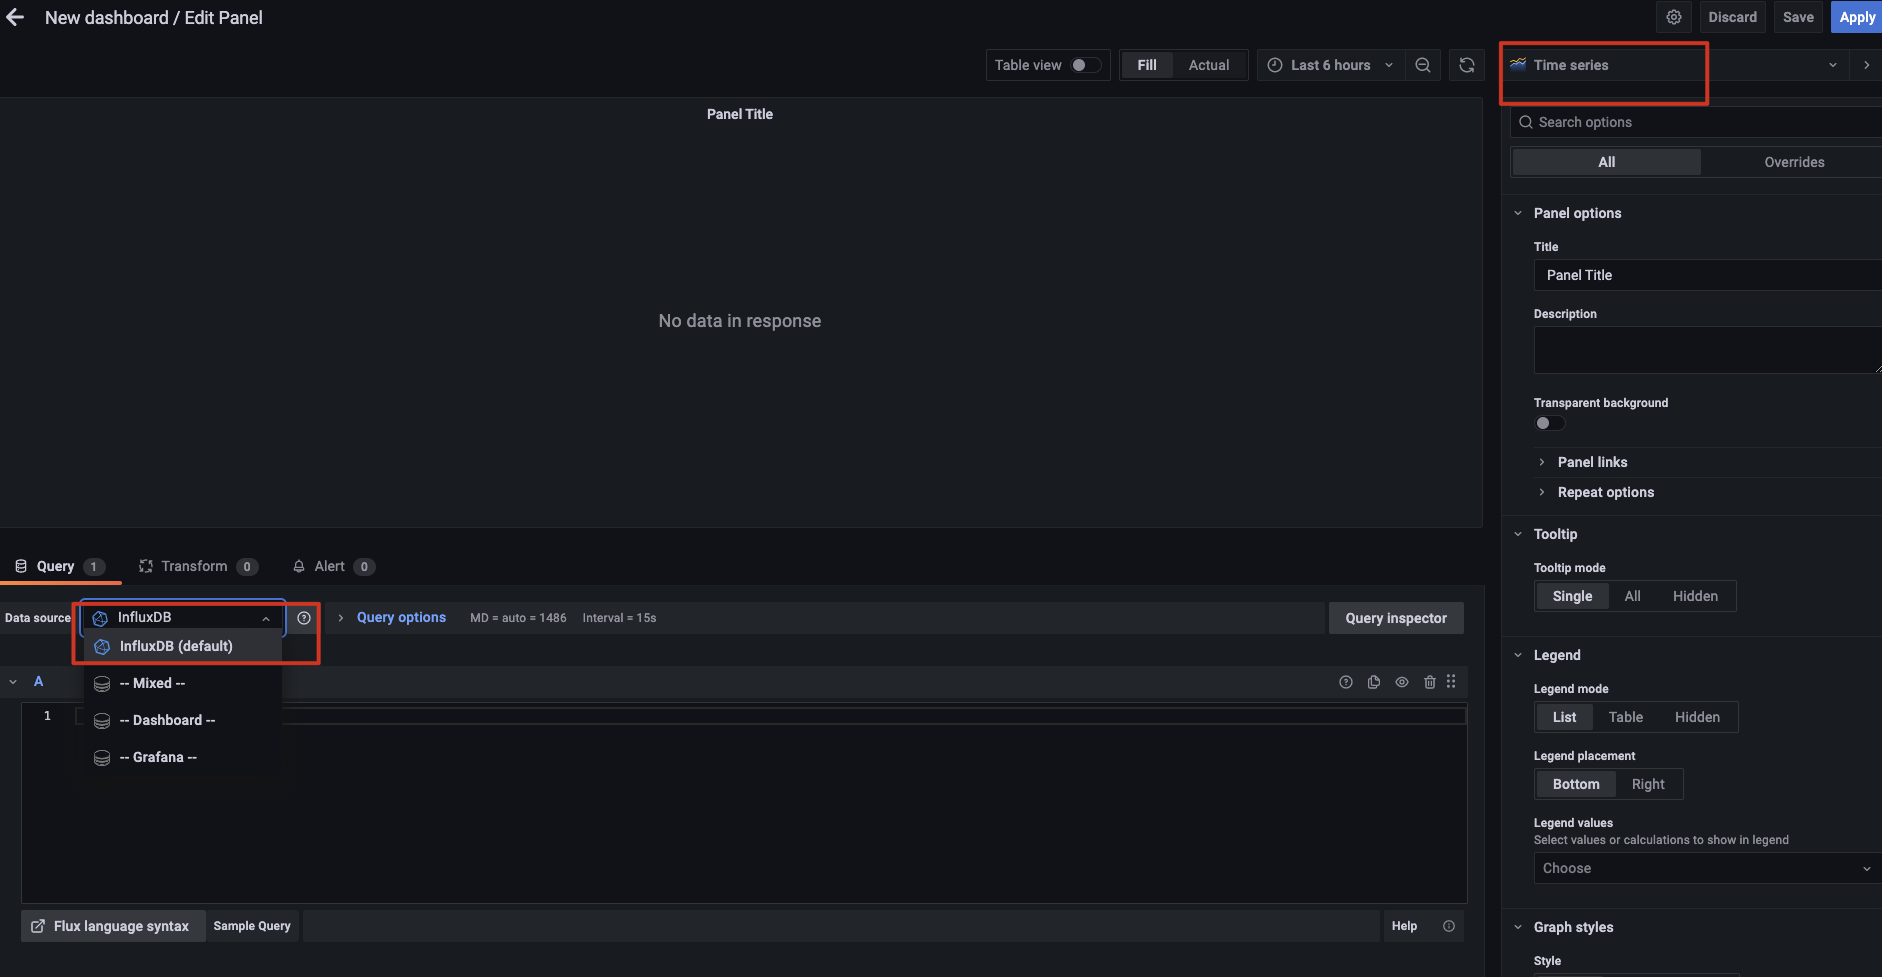 New dashboard / Edit Panel
Discard
Save
Apply
Table view
Fill
Actual
Last 6 hours
Time series
Panel Title
Search options
All
Overrides
Panel options
Title
Panel Title
No data in response
Description
Transparent background
Panel links
Repeat options
Tooltip
Tooltip mode
Single
All
Hidden
Legend
Legend mode
List
Table
Hidden
Legend placement
Bottom
Right
Legend values
Select values or calculations to show in legend
Choose
Graph styles
Style
Query 1
Transform 0
Alert 0
Data source
InfluxDB
Query options
MD = auto = 1486
Interval = 15s
Query inspector
InfluxDB (default)
-- Mixed --
-- Dashboard --
-- Grafana --
A
1
Flux language syntax
Sample Query
Help